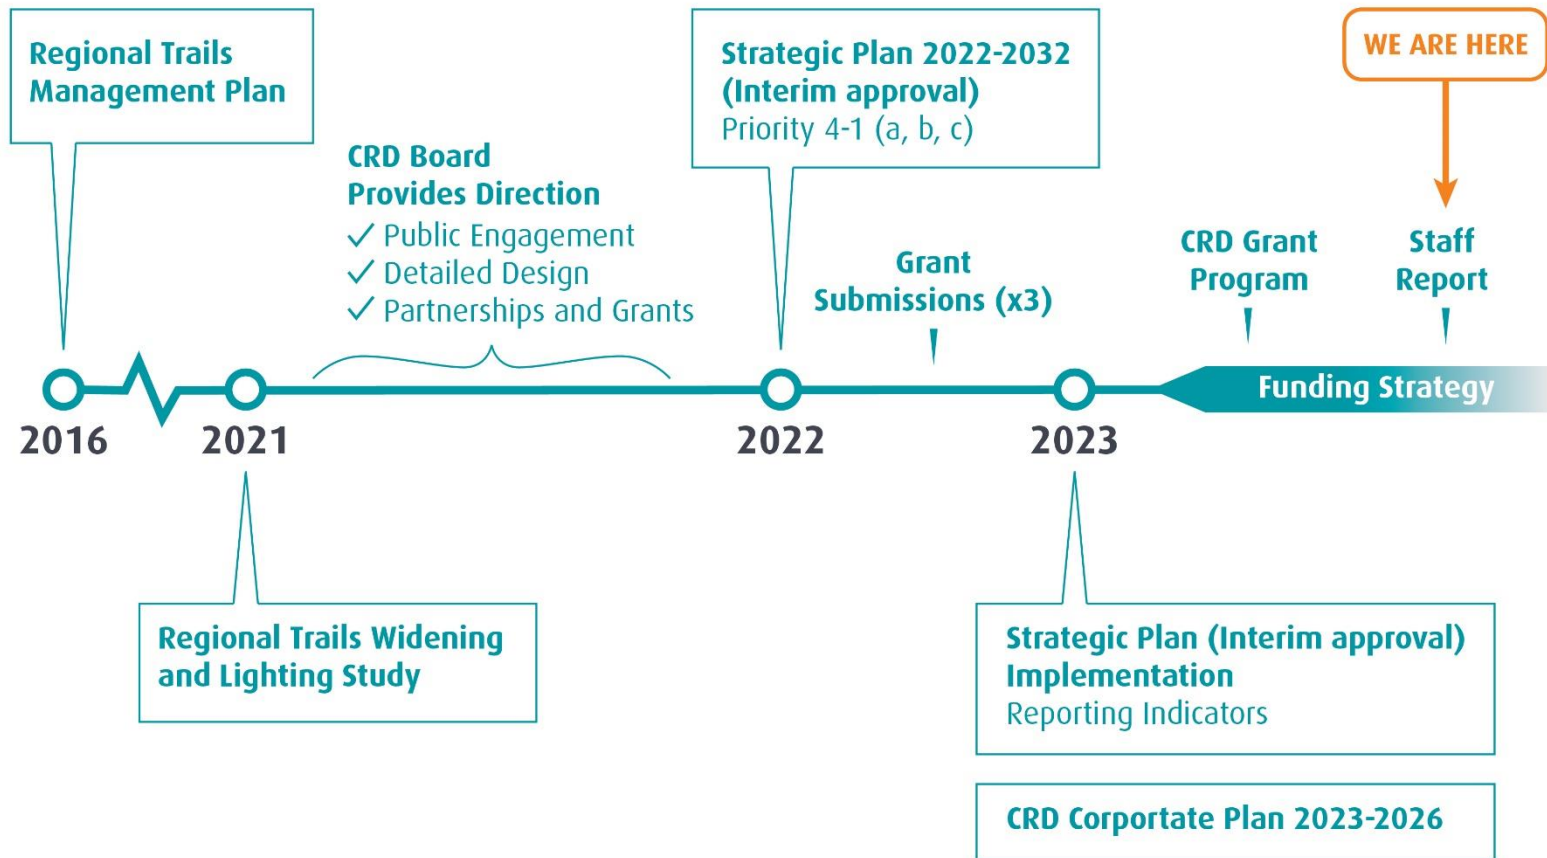 Regional Trails
Management Plan
CRD Board
Provides Direction
✓ Public Engagement
✓ Detailed Design
✓ Partnerships and Grants
Strategic Plan 2022-2032
(Interim approval)
Priority 4-1 (a, b, c)
Grant
Submissions (x3)
WE ARE HERE
CRD Grant
Program
Staff
Report
Funding Strategy
2016
2021
2022
2023
Regional Trails Widening
and Lighting Study
Strategic Plan (Interim approval)
Implementation
Reporting Indicators
CRD Corportate Plan 2023-2026